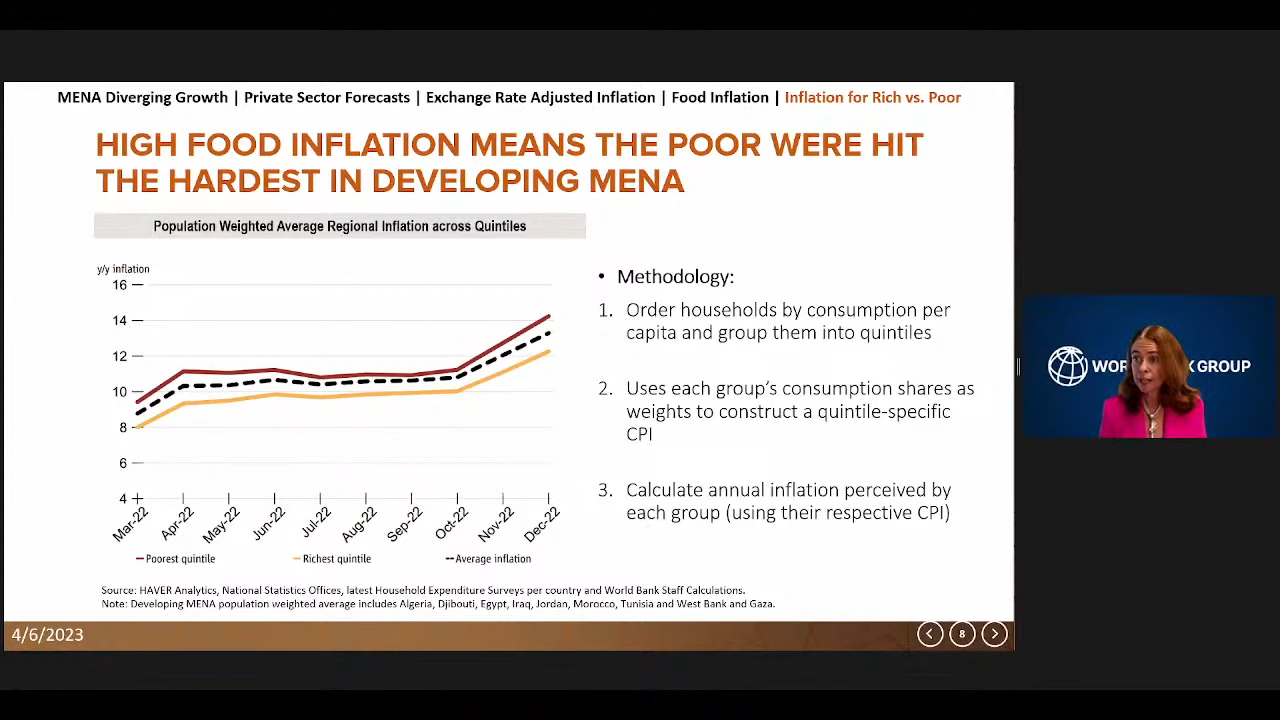 MENA Diverging Growth | Private Sector Forecasts | Exchange Rate Adjusted Inflation | Food Inflation | Inflation for Rich vs. Poor
HIGH FOOD INFLATION MEANS THE POOR WERE HIT
THE HARDEST IN DEVELOPING MENA
Population Weighted Average Regional Inflation across Quintiles
y/y inflation
16
14
12
10
8
6
4
Mar-22 Apr-22 May-22 Jun-22 Jul-22 Aug-22 Sep-22 Oct-22 Nov-22 Dec-22
Poorest quintile Richest quintile Average inflation
• Methodology:
1. Order households by consumption per
capita and group them into quintiles
2. Uses each group's consumption shares as
weights to construct a quintile-specific
CPI
3. Calculate annual inflation perceived by
each group (using their respective CPI)
Source: HAVER Analytics, National Statistics Offices, latest Household Expenditure Surveys per country and World Bank Staff Calculations.
Note: Developing MENA population weighted average includes Algeria, Djibouti, Egypt, Iraq, Jordan, Morocco, Tunisia and West Bank and Gaza.
4/6/2023
8
GROUP